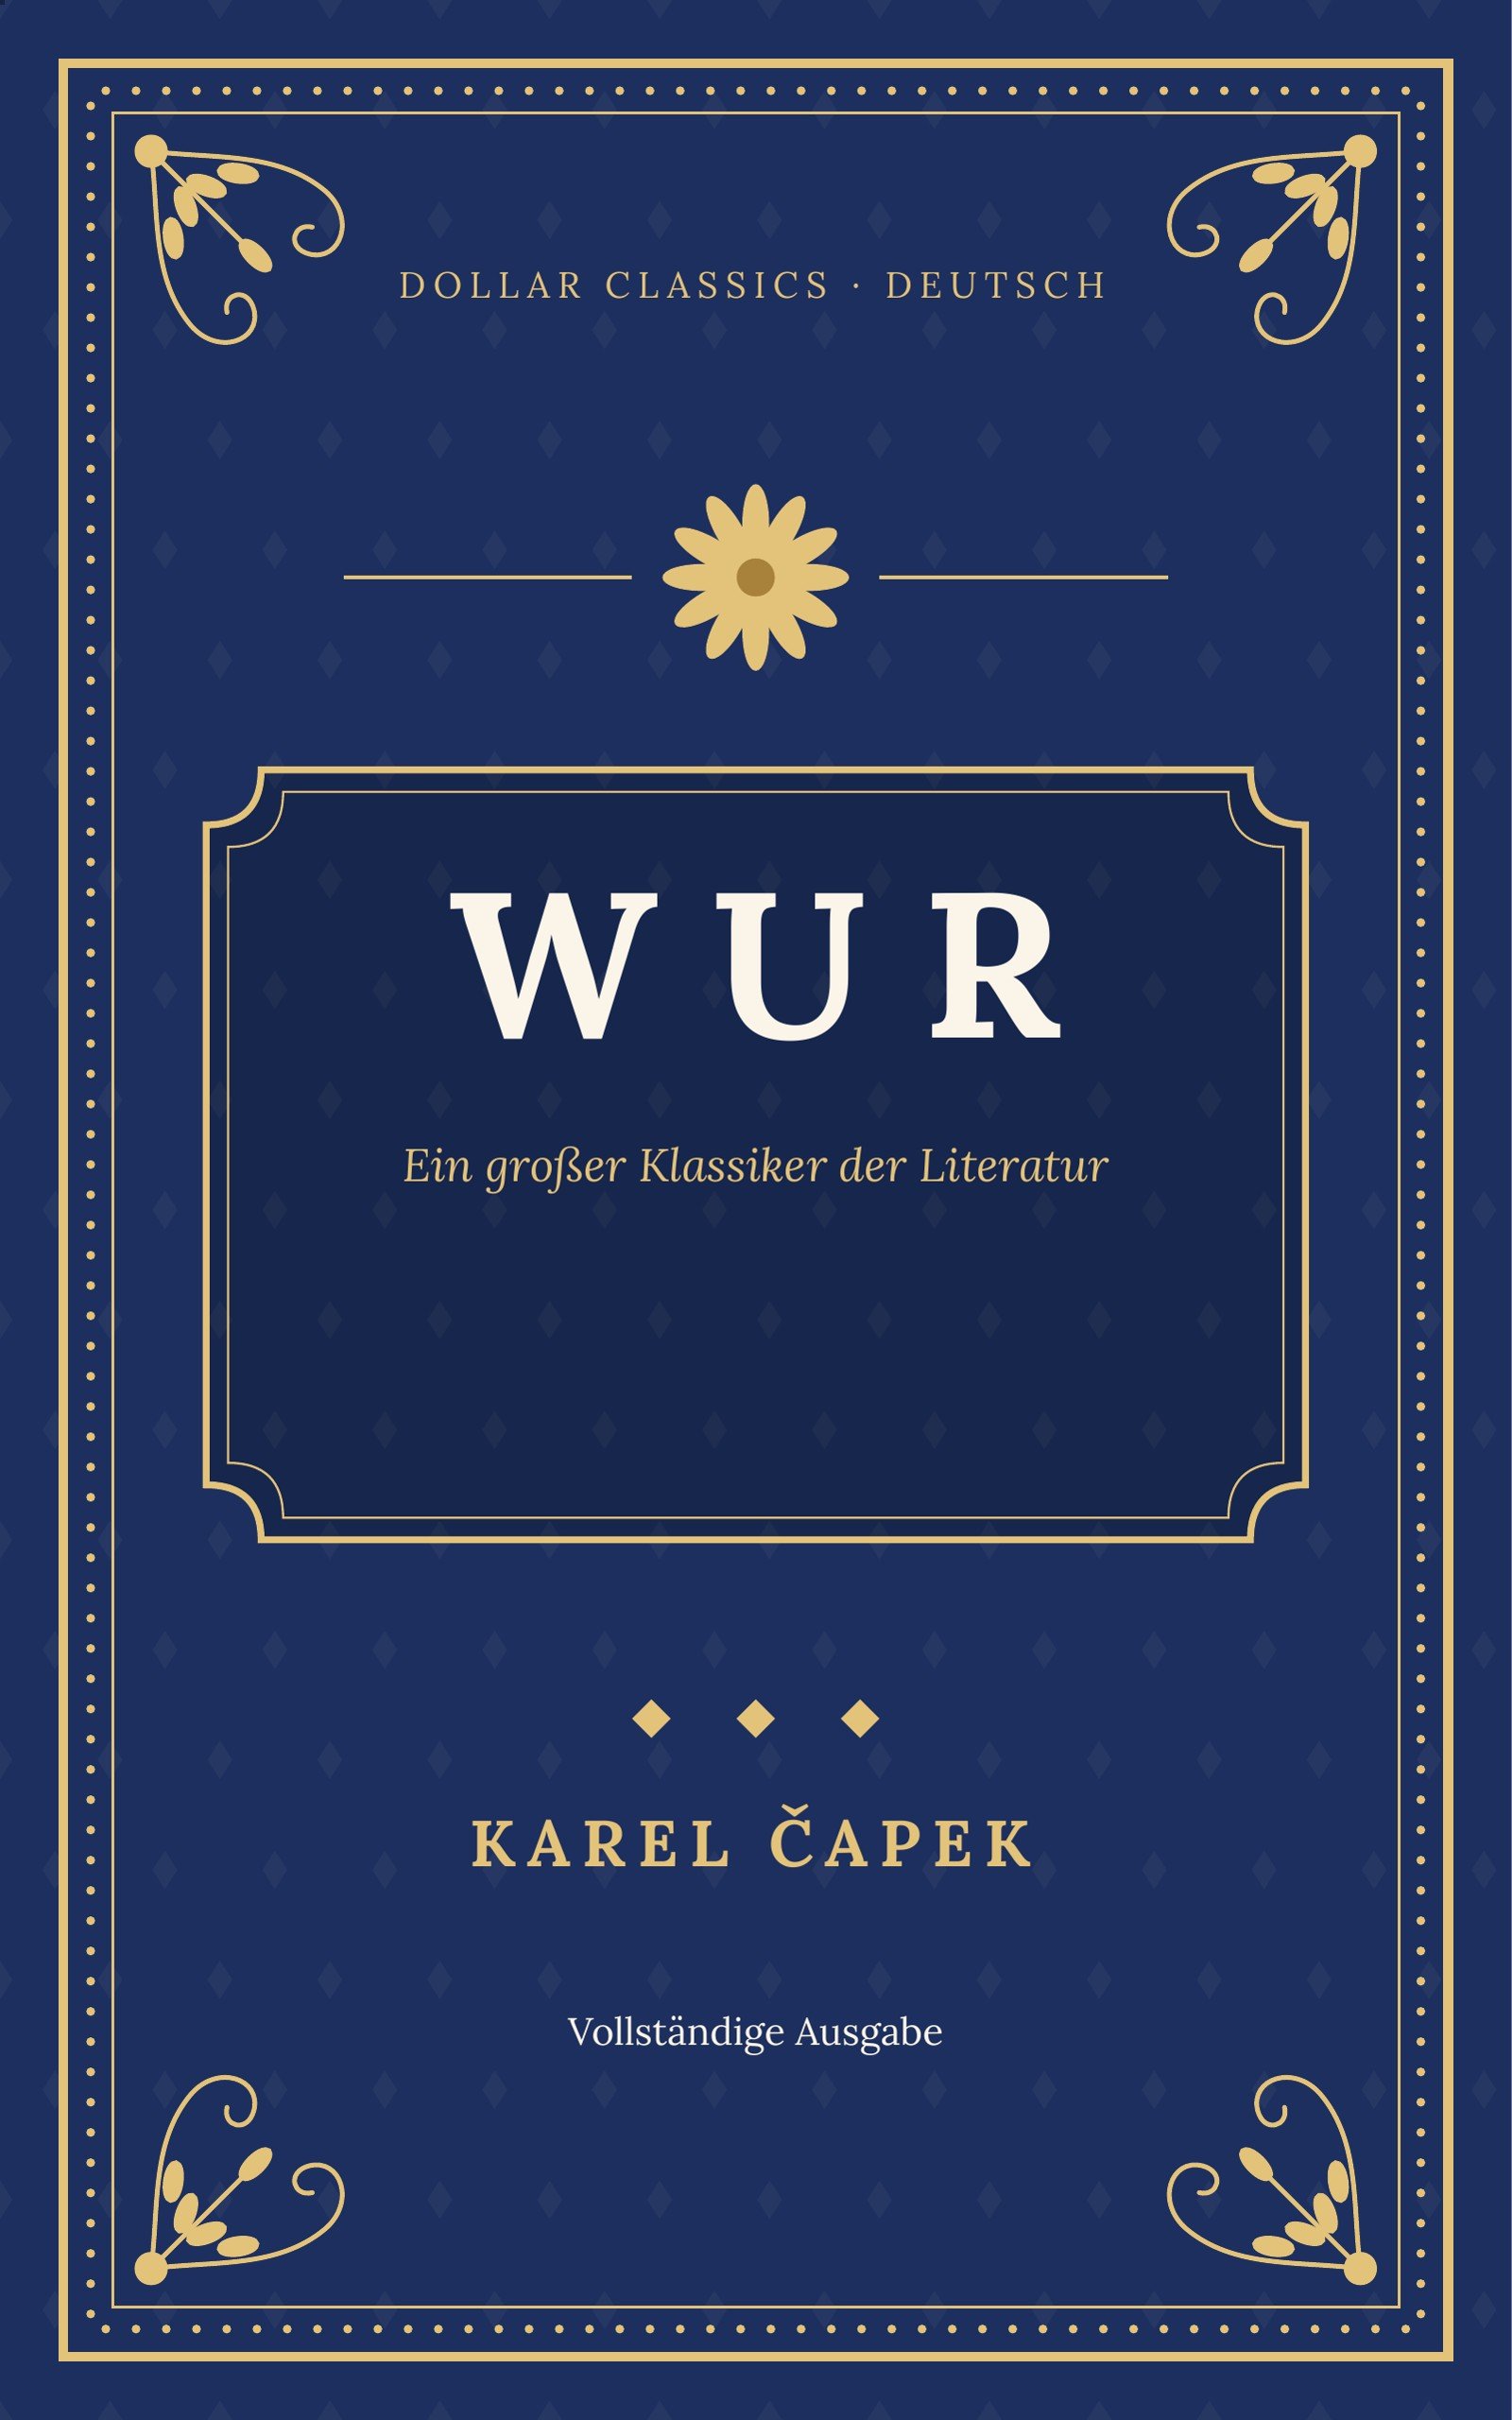 DOLLAR CLASSICS · DEUTSCH
WUR
Ein großer Klassiker der Literatur
KAREL ČAPEK
Vollständige Ausgabe